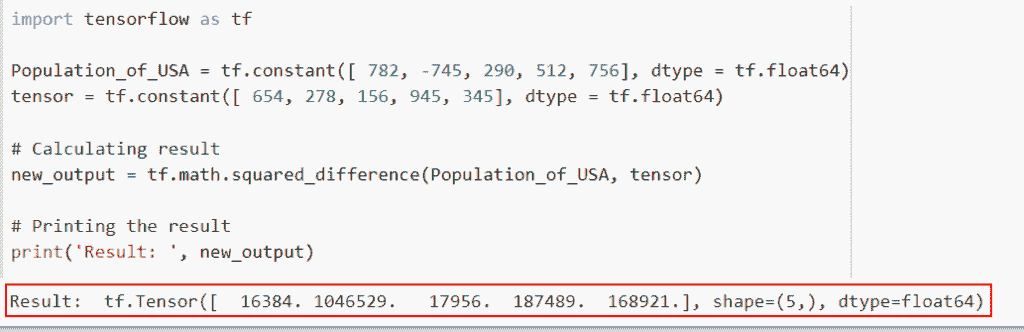 import tensorflow as tf
Population_of_USA = tf.constant([ 782, -745, 290, 512, 756], dtype = tf.float64)
tensor = tf.constant([ 654, 278, 156, 945, 345], dtype = tf.float64)
# Calculating result
new_output = tf.math.squared_difference(Population_of_USA, tensor)
# Printing the result
print('Result: ', new_output)
Result:  tf.Tensor([  16384. 1046529.   17956.  187489.  168921.], shape=(5,), dtype=float64)